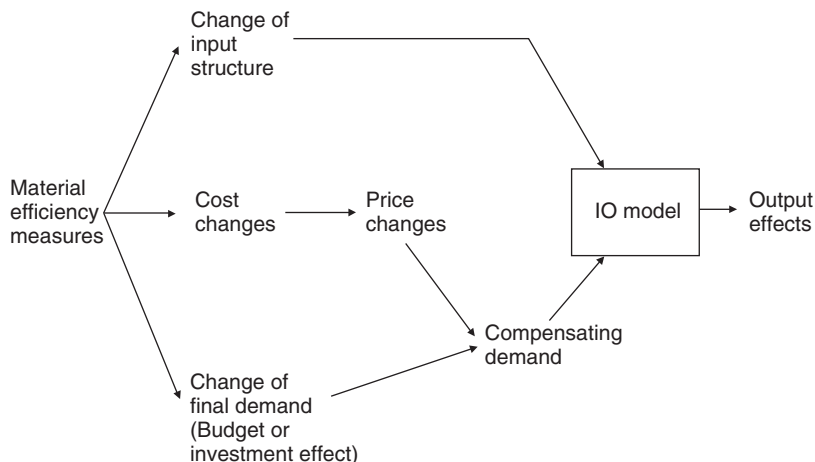 Change of
input
structure
Material
efficiency
measures
Cost
changes
Price
changes
IO model
Output
effects
Compensating
demand
Change of
final demand
(Budget or
investment effect)